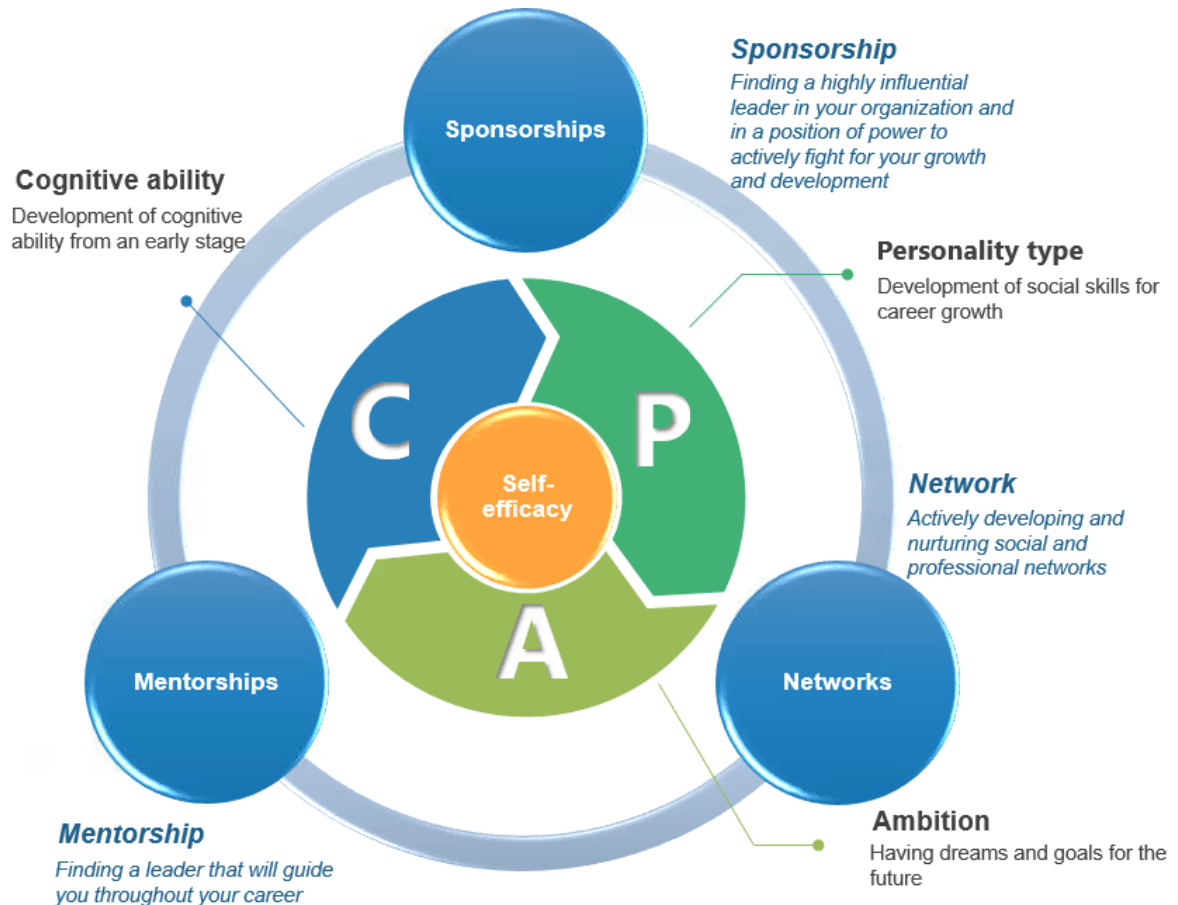 Sponsorships
Sponsorship
Finding a highly influential
leader in your organization and
in a position of power to
actively fight for your growth
and development
Cognitive ability
Development of cognitive
ability from an early stage
Personality type
Development of social skills for
career growth
C
P
Self-
efficacy
A
Network
Actively developing and
nurturing social and
professional networks
Mentorships
Networks
Mentorship
Finding a leader that will guide
you throughout your career
Ambition
Having dreams and goals for the
future